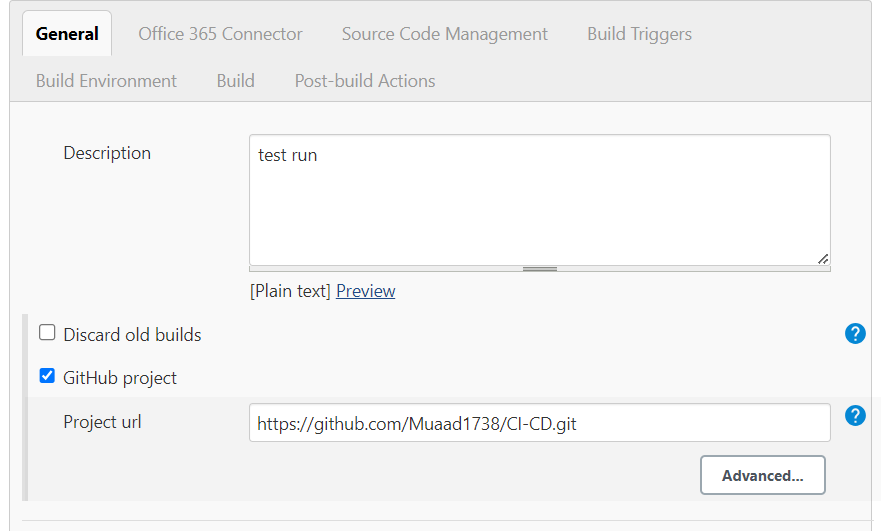 General Office 365 Connector Source Code Management Build Triggers
Build Environment Build Post-build Actions
Description
test run
[Plain text] Preview
Discard old builds ?
GitHub project
Project url https://github.com/Muaad1738/CI-CD.git ?
Advanced...